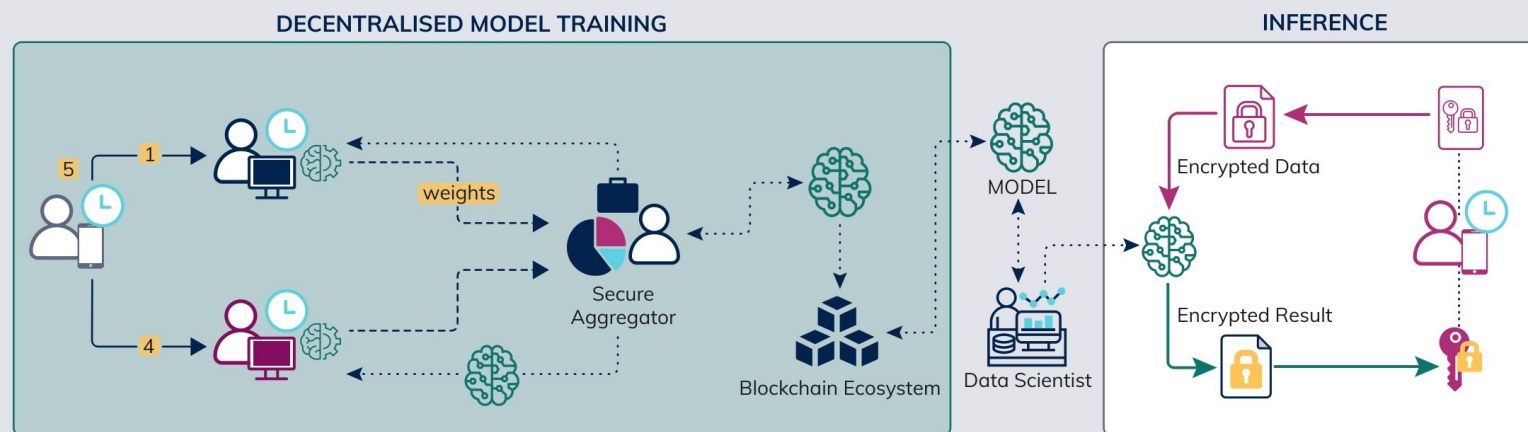 DECENTRALISED MODEL TRAINING
INFERENCE
5
1
weights
4
Secure
Aggregator
Blockchain Ecosystem
MODEL
Data Scientist
Encrypted Data
Encrypted Result